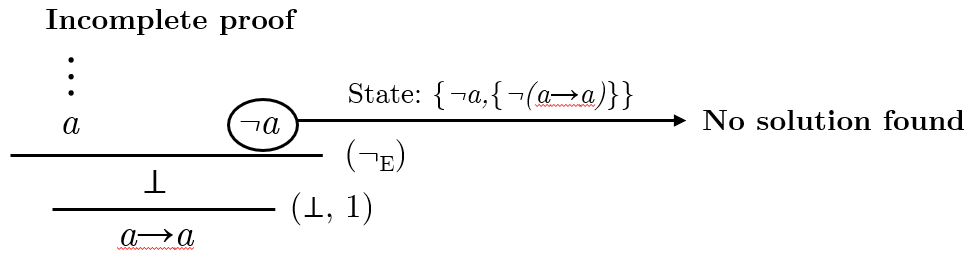 Incomplete proof
⋮
State: {¬a,{¬(a→a)}}
a ¬a No solution found
(¬E)
⊥
(⊥, 1)
a→a